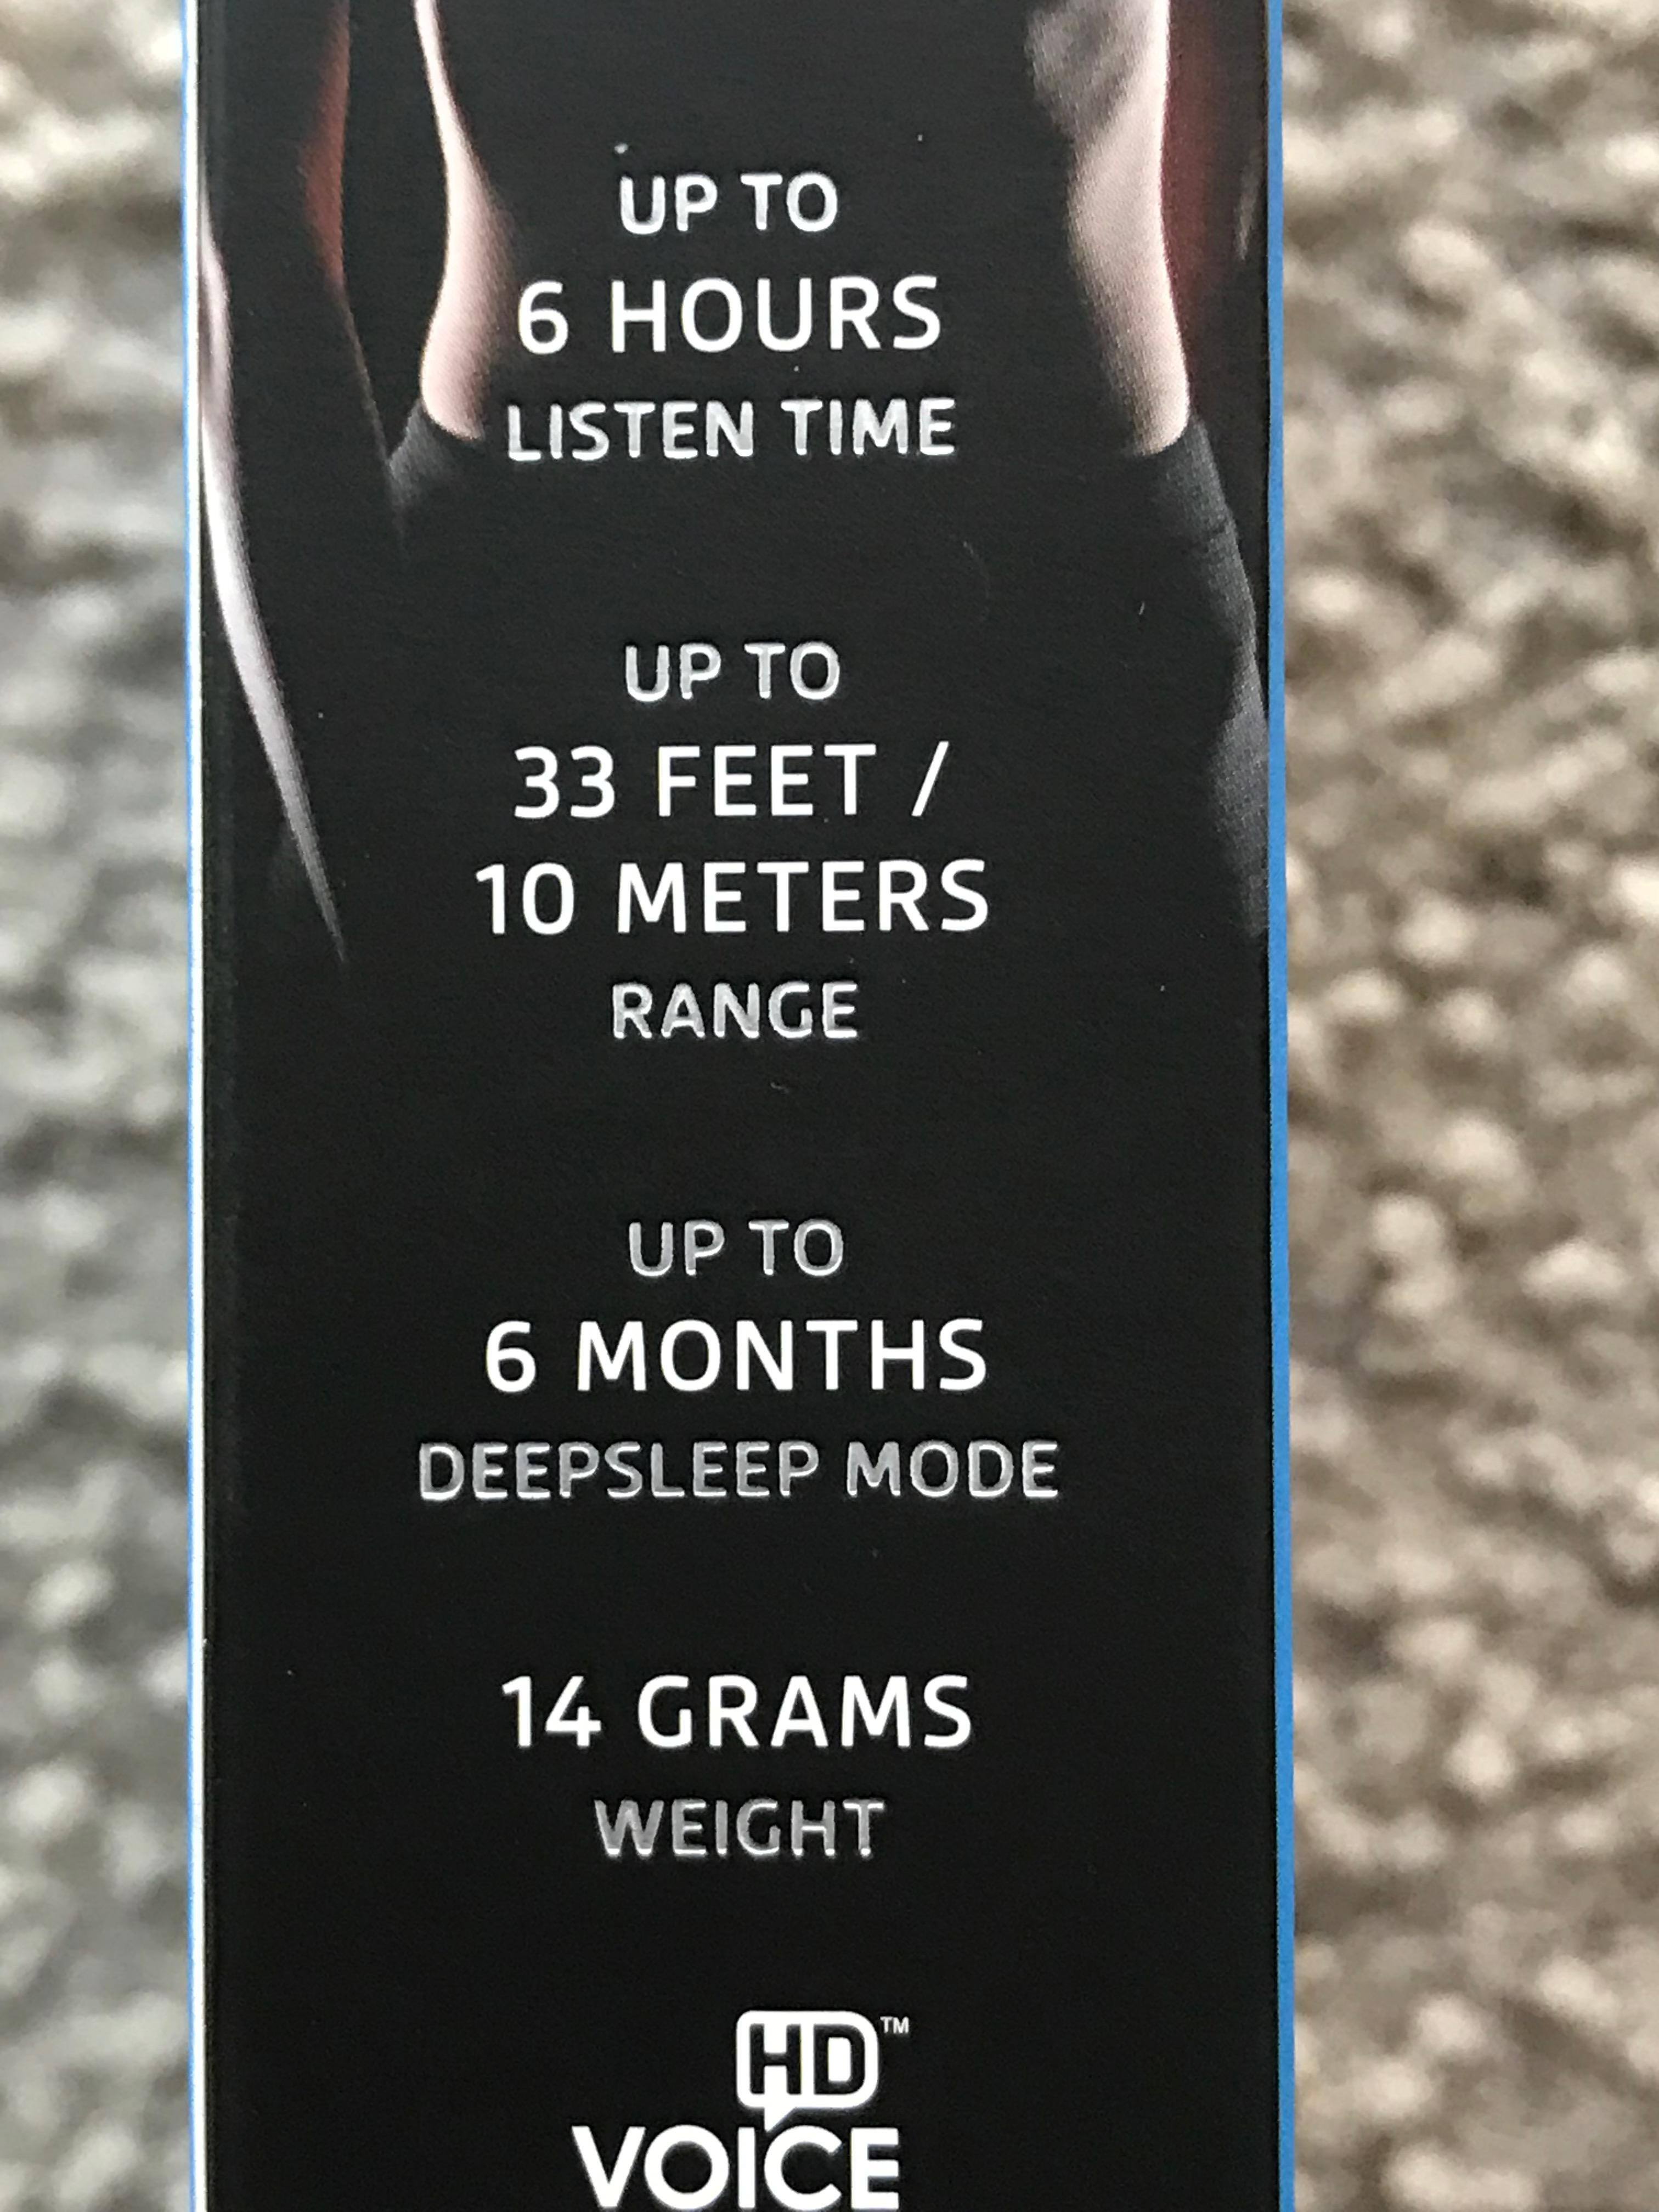 UP TO
6 HOURS
LISTEN TIME
UP TO
33 FEET /
10 METERS
RANGE
UP TO
6 MONTHS
DEEPSLEEP MODE
14 GRAMS
WEIGHT
HD™
VOICE